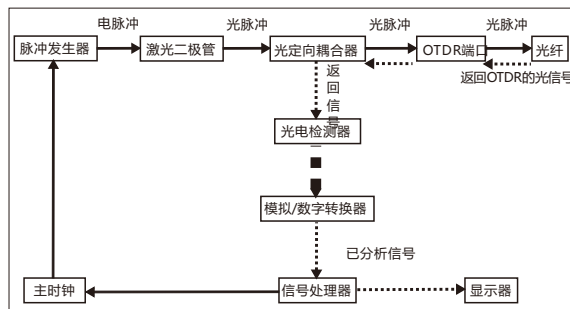 电脉冲 光脉冲 光脉冲 光脉冲
脉冲发生器 激光二极管 光定向耦合器 OTDR端口 光纤
返回信号
返回OTDR的光信号
光电检测器
模拟/数字转换器
已分析信号
主时钟 信号处理器 显示器